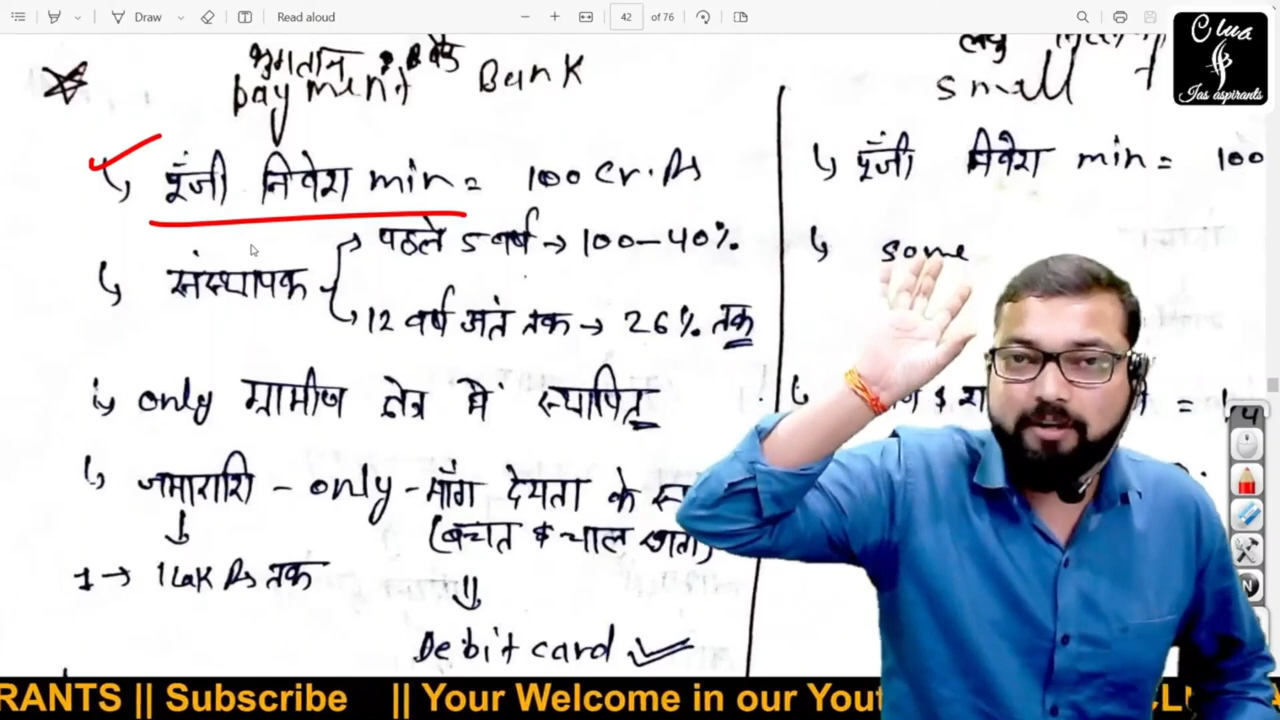 Draw
Read aloud
42 of 76
Clua
Ias aspirants
भुगतान बैंक
payment Bank
small
↳ पूँजी निवेश min = 100 Cr. Rs
↳ संस्थापक
→ पहले 5 वर्ष → 100-40%
↳ 12 वर्ष अंत तक → 26% तक
↳ only ग्रामीण क्षेत्र में स्थापित
↳ जमाराशि - only - माँग देयता के
(बचत & चालू खाता)
1 → 1 Lak Rs तक
Debit card
↳ पूँजी निवेश min = 100
↳ some
RANTS || Subscribe || Your Welcome in our You